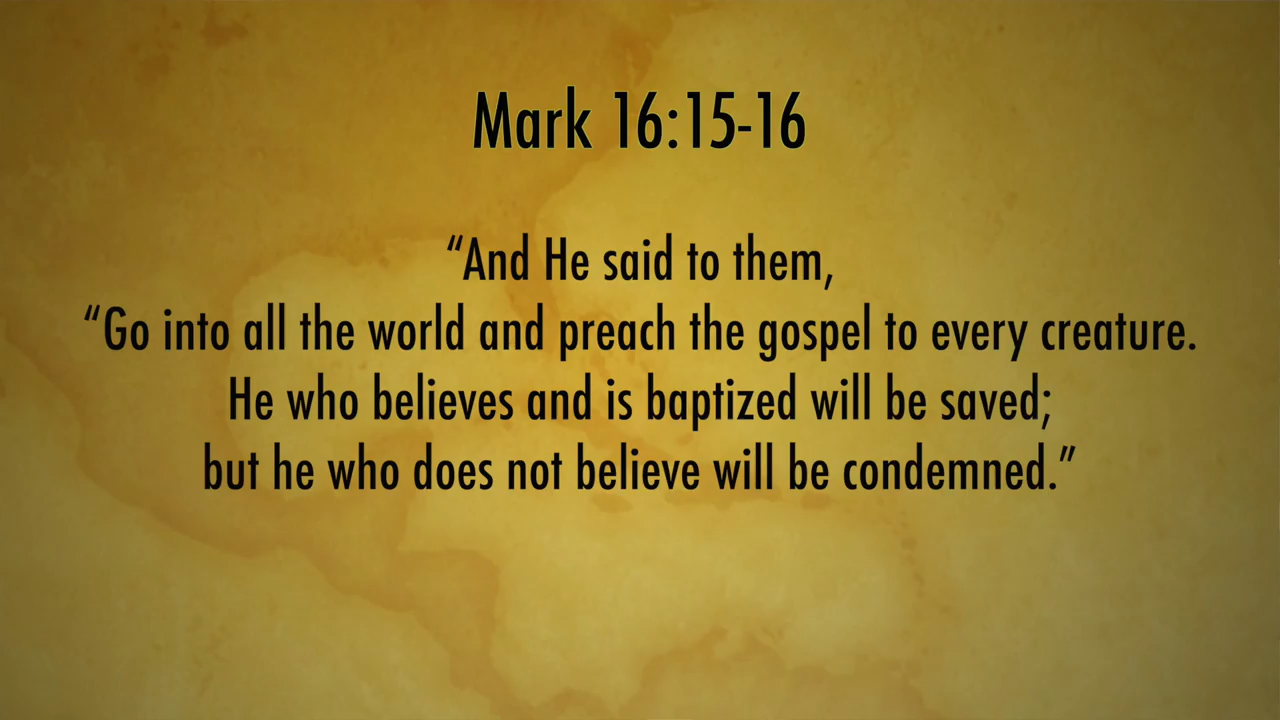 Mark 16:15-16
“And He said to them,
“Go into all the world and preach the gospel to every creature.
He who believes and is baptized will be saved;
but he who does not believe will be condemned.”